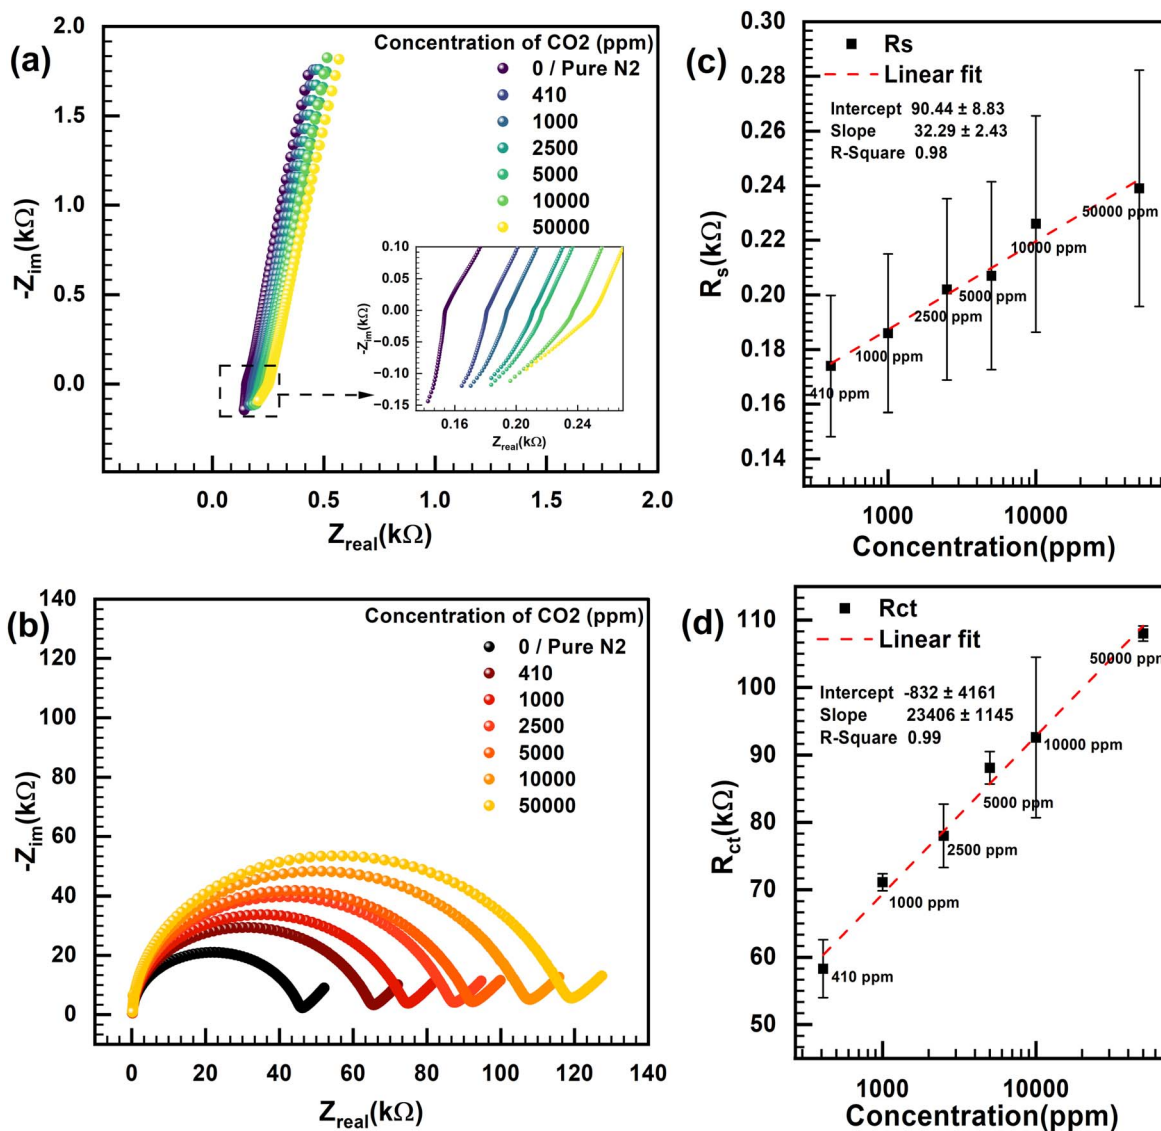 (a)
Concentration of CO2 (ppm)
0 / Pure N2
410
1000
2500
5000
10000
50000
2.0
1.5
1.0
0.5
0.0
-Zim(kΩ)
0.0
0.5
1.0
1.5
2.0
Zreal(kΩ)
0.10
0.05
0.00
−0.05
−0.10
−0.15
-Zim(kΩ)
0.16
0.20
0.24
Zreal(kΩ)
(c)
Rs
Linear fit
Intercept 90.44 ± 8.83
Slope 32.29 ± 2.43
R-Square 0.98
0.30
0.28
0.26
0.24
0.22
0.20
0.18
0.16
0.14
Rs(kΩ)
410 ppm
1000 ppm
2500 ppm
5000 ppm
10000 ppm
50000 ppm
1000
10000
Concentration(ppm)
(b)
Concentration of CO2 (ppm)
0 / Pure N2
410
1000
2500
5000
10000
50000
140
120
100
80
60
40
20
0
-Zim(kΩ)
0
20
40
60
80
100
120
140
Zreal(kΩ)
(d)
Rct
Linear fit
Intercept -832 ± 4161
Slope 23406 ± 1145
R-Square 0.99
110
100
90
80
70
60
50
Rct(kΩ)
410 ppm
1000 ppm
2500 ppm
5000 ppm
10000 ppm
50000 ppm
1000
10000
Concentration(ppm)